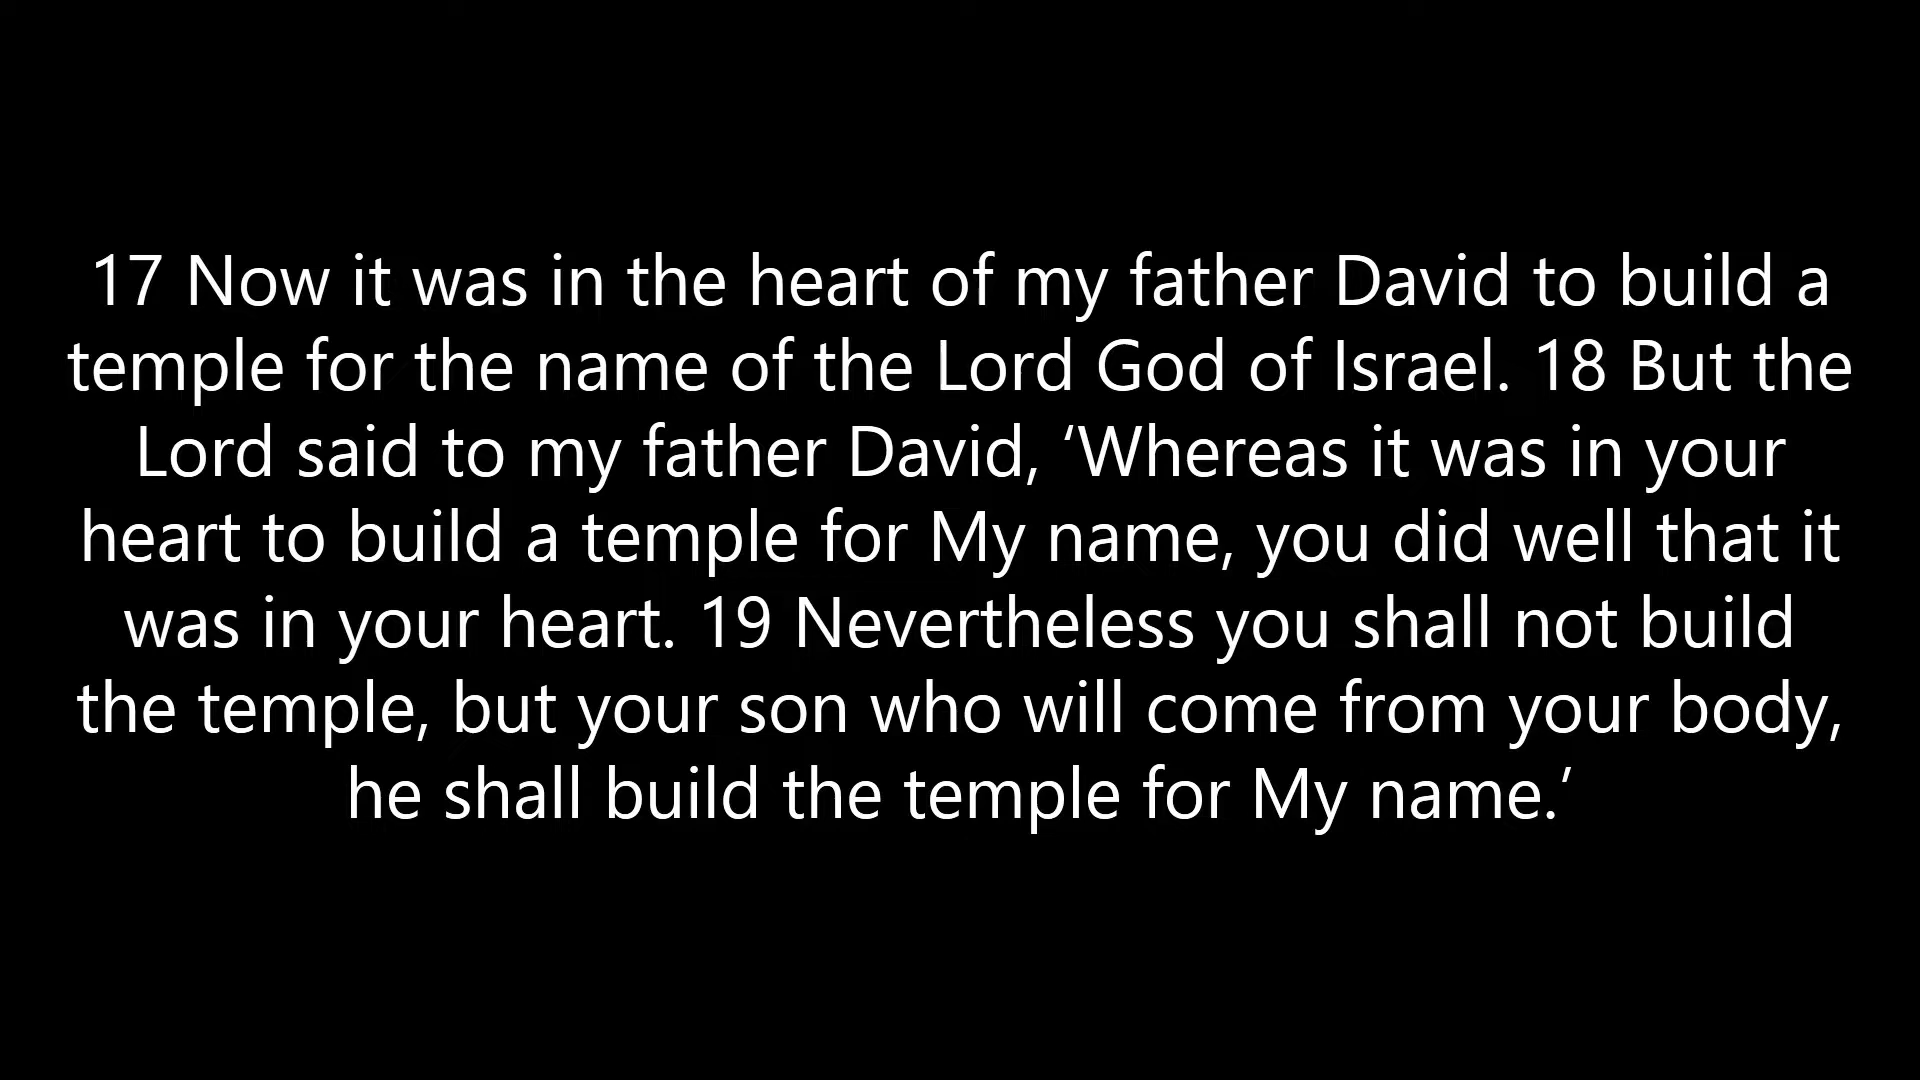 17 Now it was in the heart of my father David to build a
temple for the name of the Lord God of Israel. 18 But the
Lord said to my father David, ‘Whereas it was in your
heart to build a temple for My name, you did well that it
was in your heart. 19 Nevertheless you shall not build
the temple, but your son who will come from your body,
he shall build the temple for My name.’